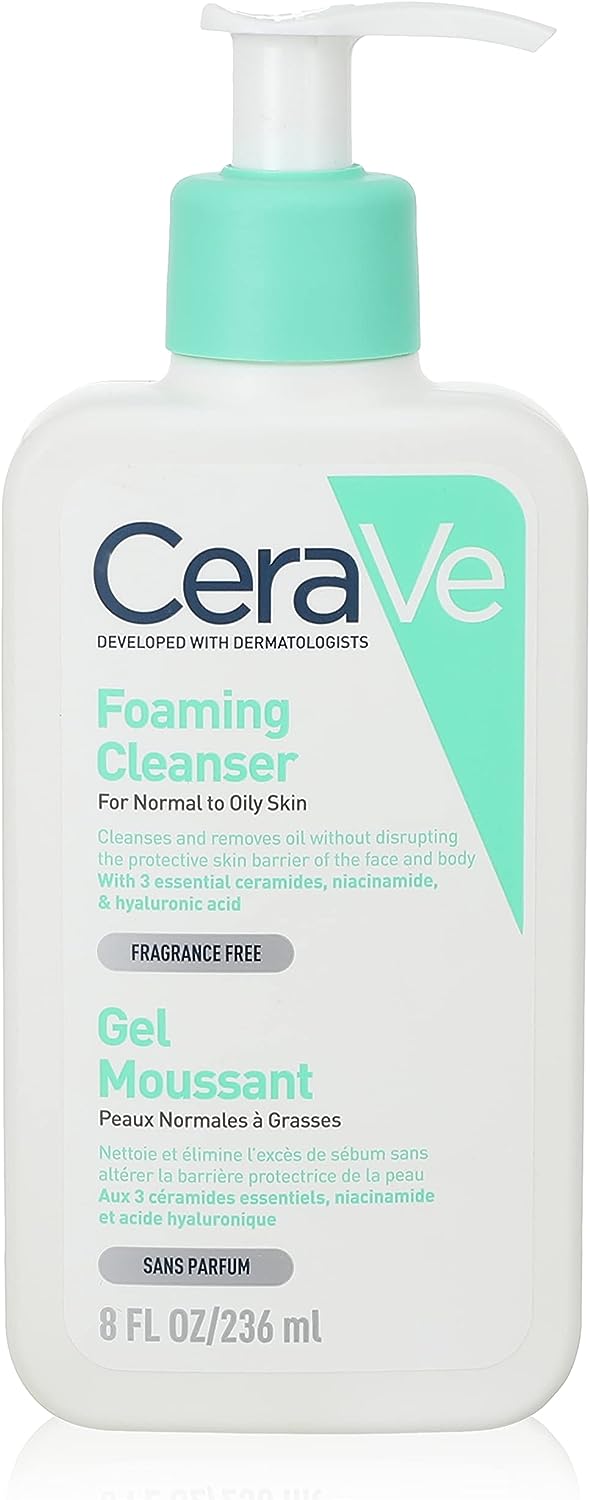 CeraVe
DEVELOPED WITH DERMATOLOGISTS
Foaming
Cleanser
For Normal to Oily Skin
Cleanses and removes oil without disrupting
the protective skin barrier of the face and body
With 3 essential ceramides, niacinamide,
& hyaluronic acid
FRAGRANCE FREE
Gel
Moussant
Peaux Normales à Grasses
Nettoie et élimine l'excès de sébum sans
altérer la barrière protectrice de la peau
Aux 3 céramides essentiels, niacinamide
et acide hyaluronique
SANS PARFUM
8 FL OZ/236 ml